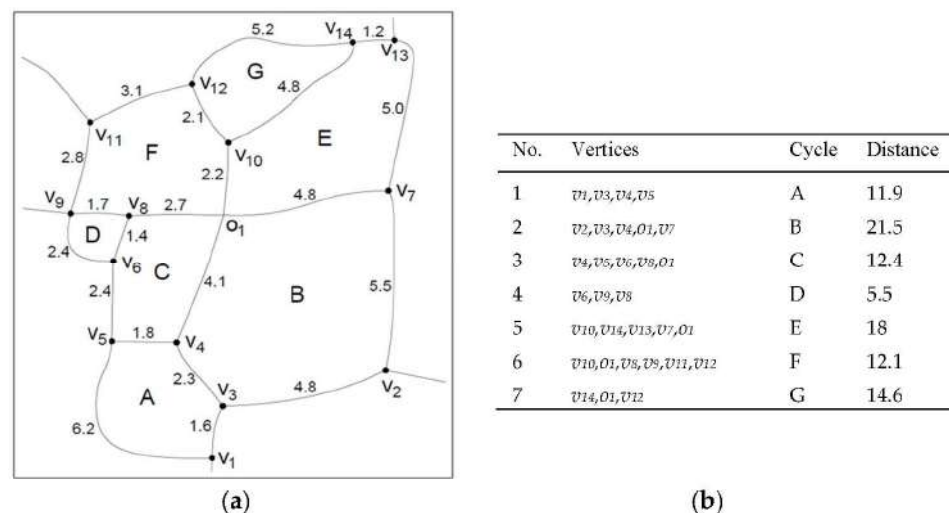 5.2
V14
1.2
V13
G
V12
3.1
2.1
4.8
5.0
V11
F
E
V10
2.8
2.2
V9
1.7
V8
2.7
4.8
V7
O1
D
1.4
2.4
V6
C
4.1
B
5.5
2.4
V5
1.8
V4
2.3
A
V3
4.8
V2
6.2
1.6
V1
(a)
No. Vertices Cycle Distance
1 v1,v3,v4,v5 A 11.9
2 v2,v3,v4,o1,v7 B 21.5
3 v4,v5,v6,v8,o1 C 12.4
4 v6,v9,v8 D 5.5
5 v10,v14,v13,v7,o1 E 18
6 v10,o1,v8,v9,v11,v12 F 12.1
7 v14,o1,v12 G 14.6
(b)